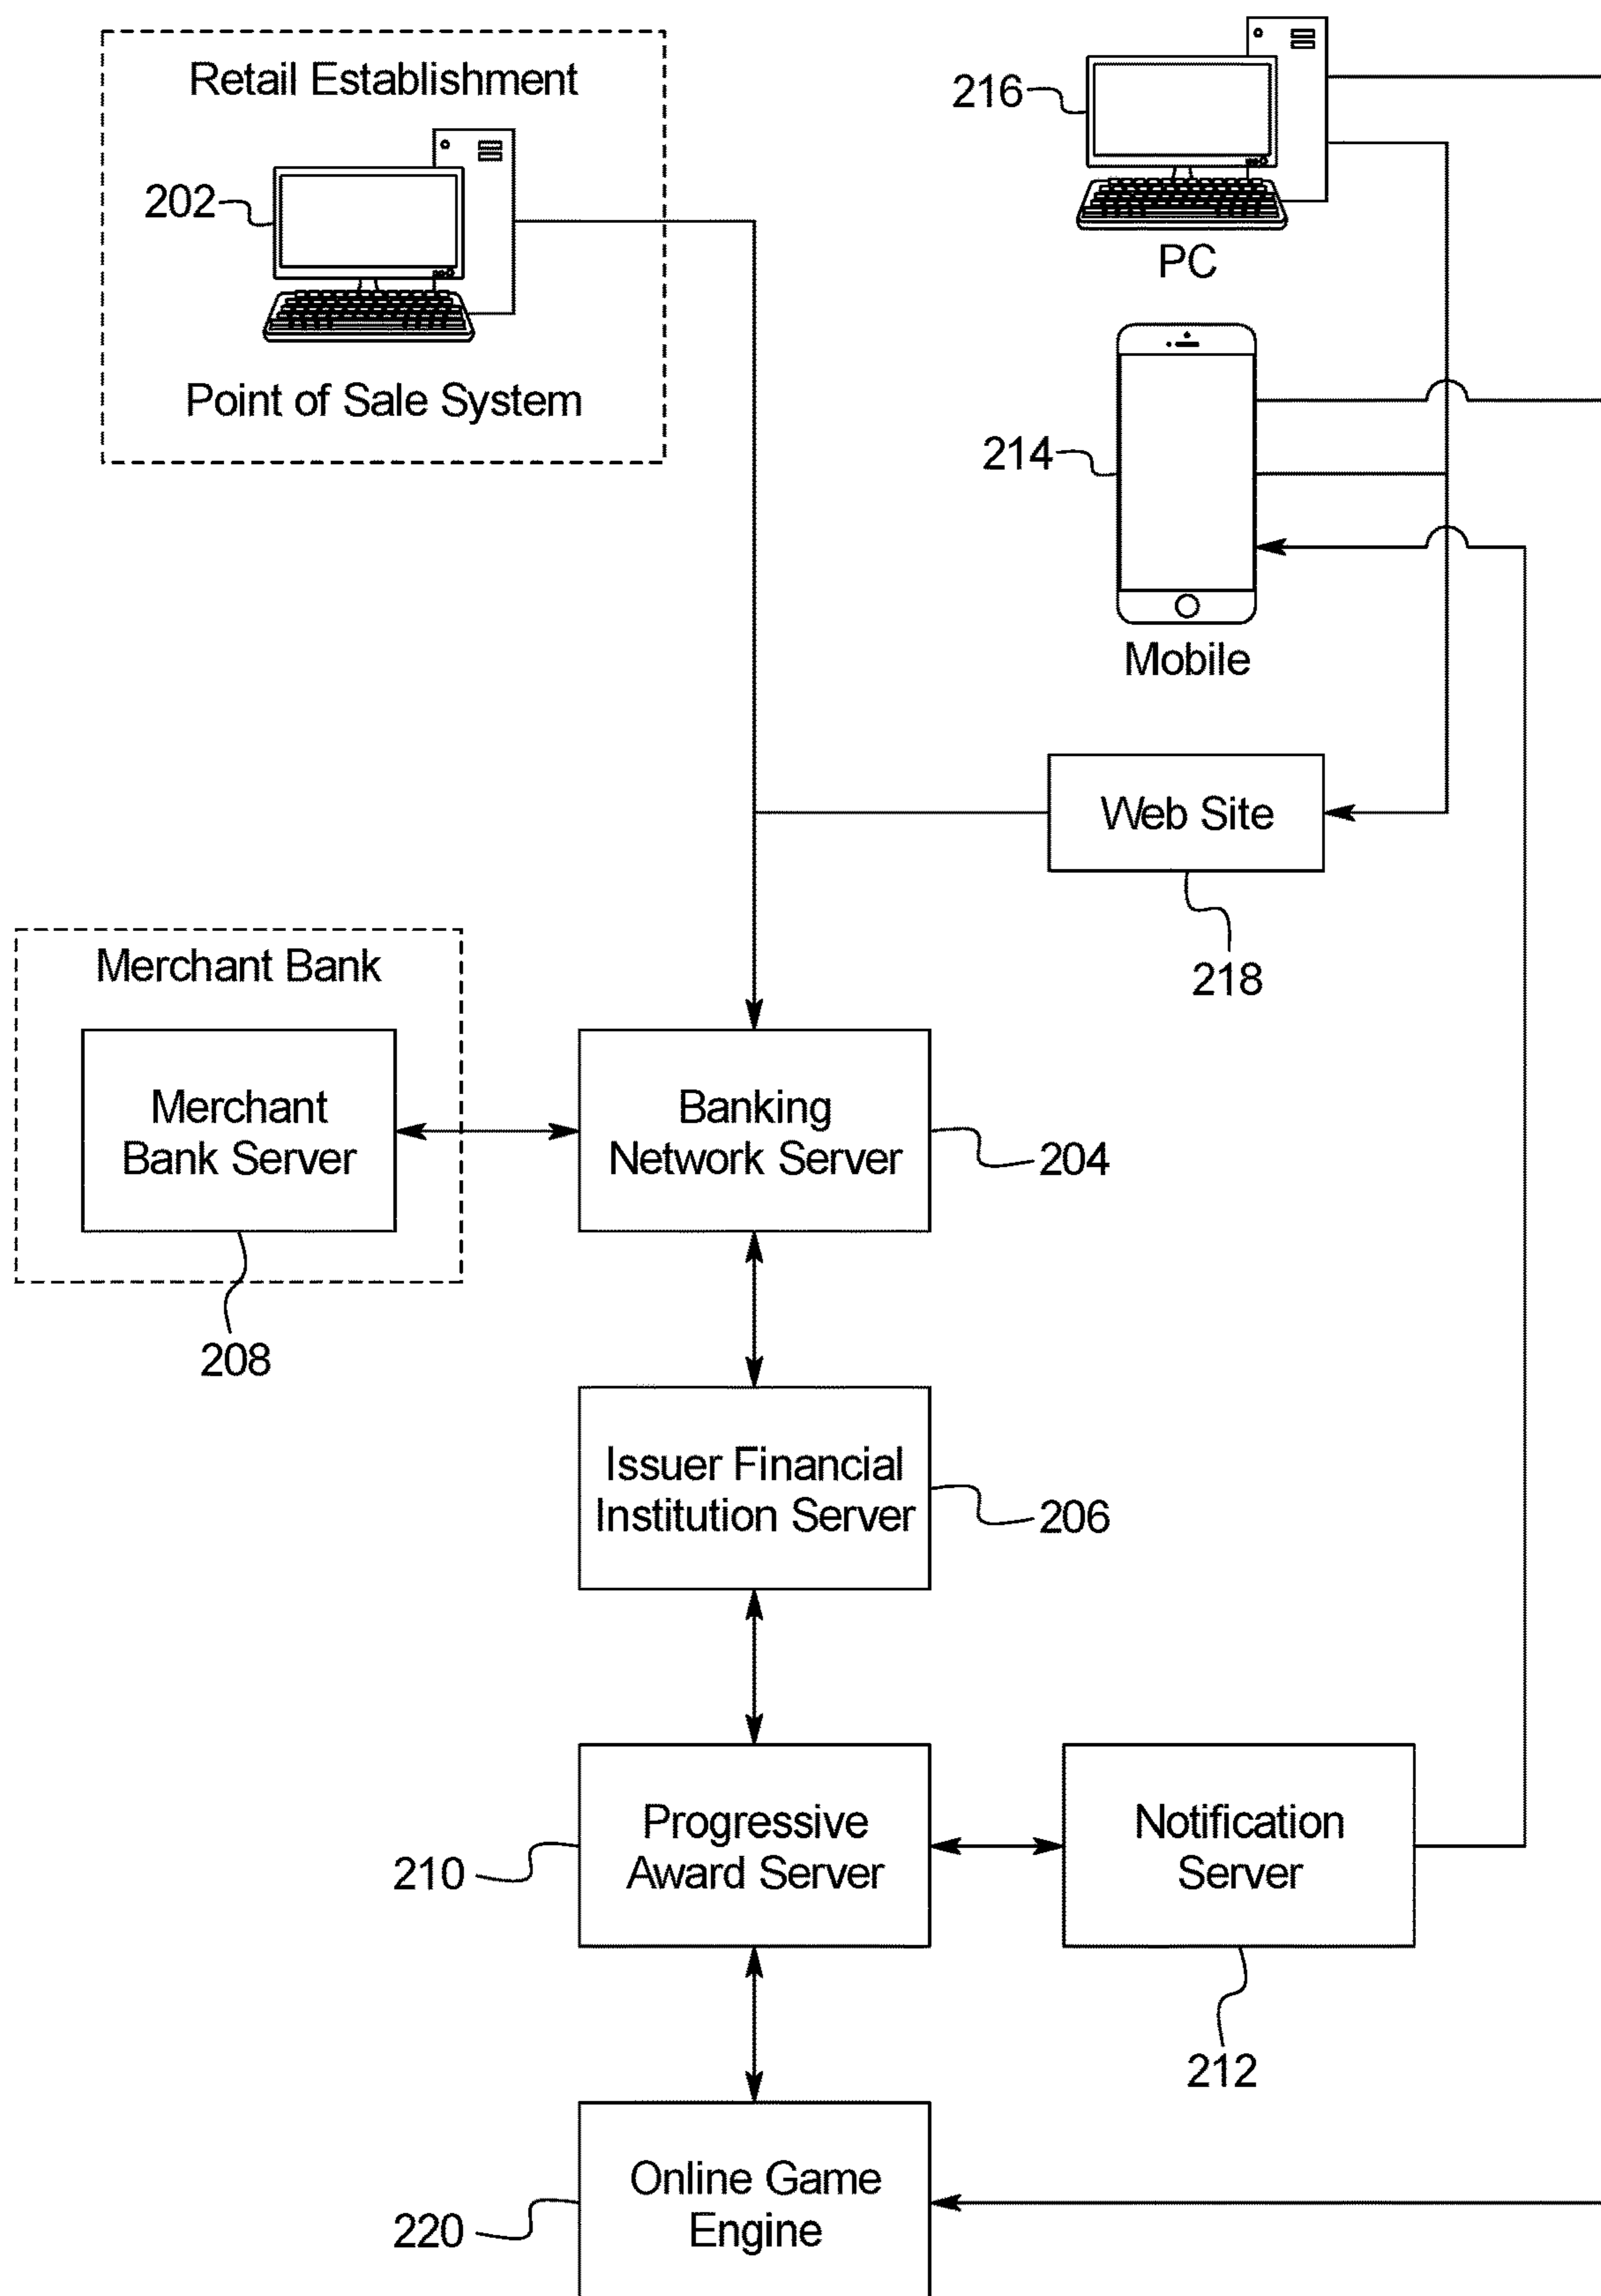 Retail Establishment
202
Point of Sale System
216
PC
214
Mobile
Web Site
218
Merchant Bank
Merchant
Bank Server
208
Banking
Network Server
204
Issuer Financial
Institution Server
206
Progressive
Award Server
210
Notification
Server
212
Online Game
Engine
220